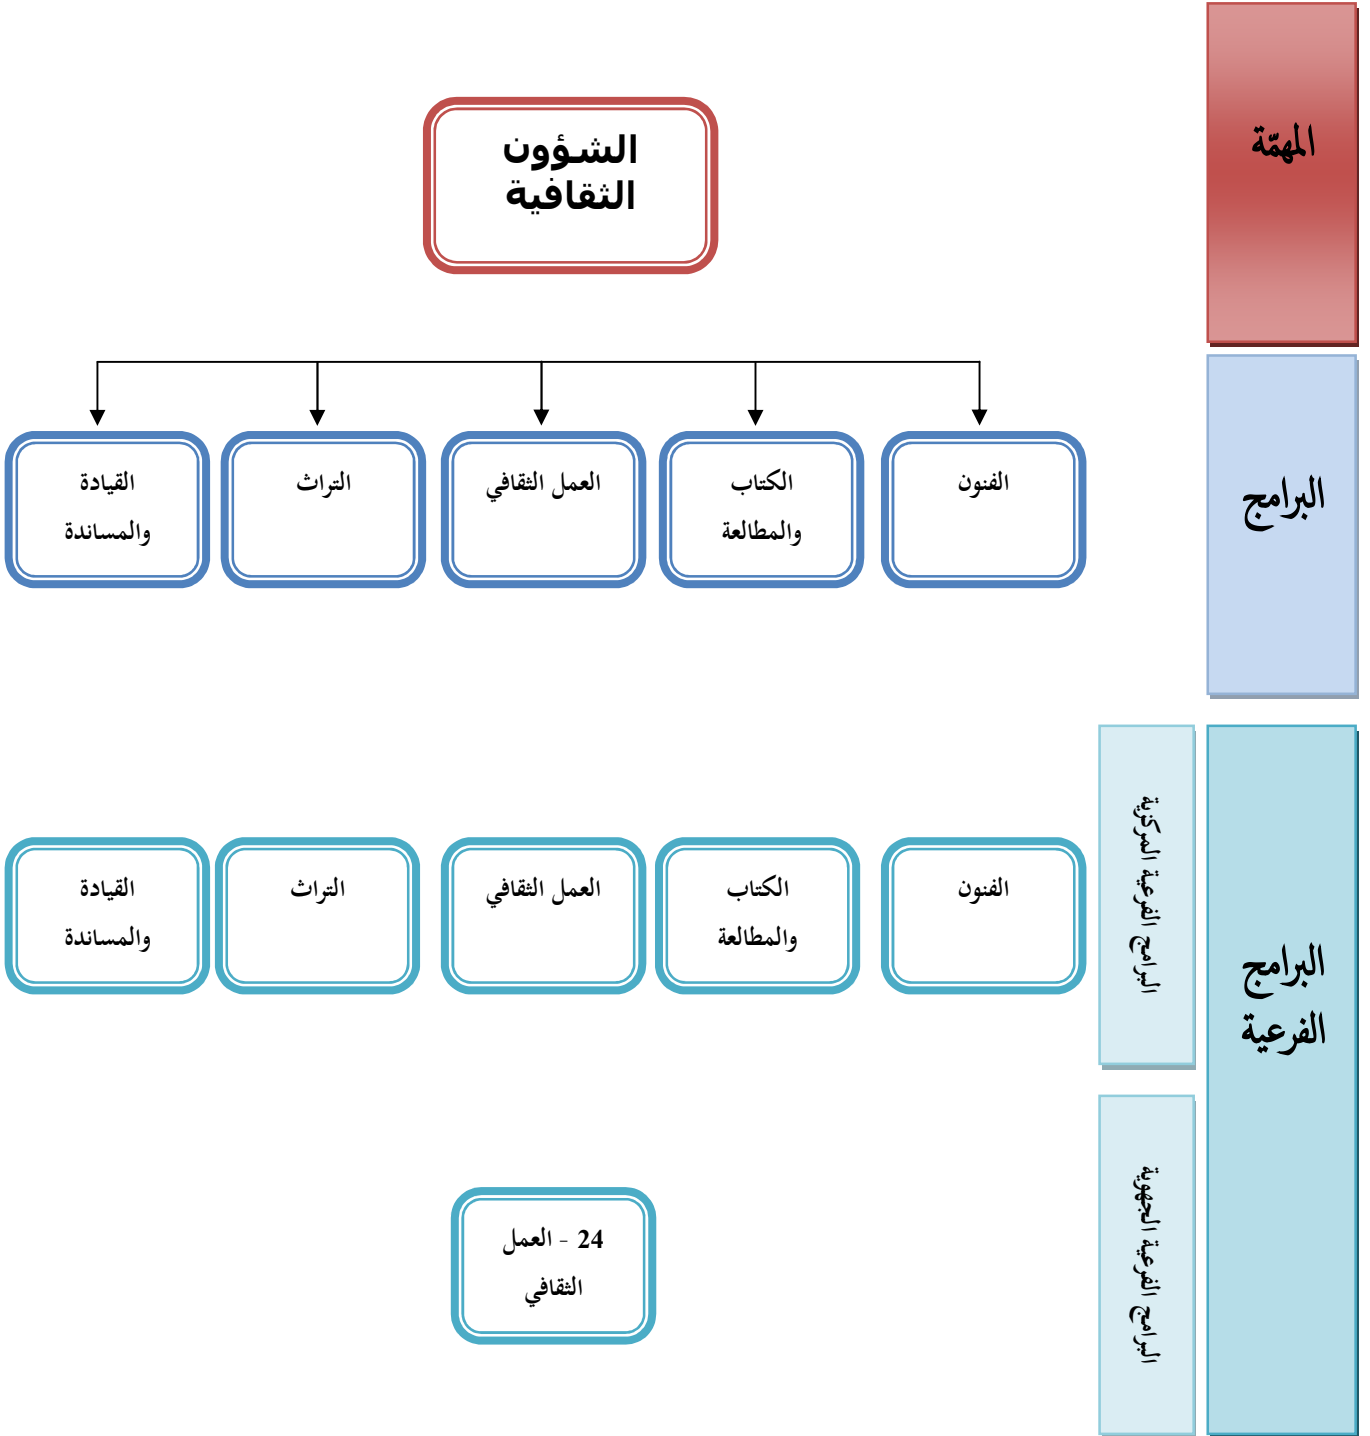 المهمّة
الشؤون
الثقافية
البرامج
الفنون
الكتاب
والمطالعة
العمل الثقافي
التراث
القيادة
والمساندة
البرامج
الفرعية
البرامج الفرعية المركزية
الفنون
الكتاب
والمطالعة
العمل الثقافي
التراث
القيادة
والمساندة
البرامج الفرعية الجهوية
24 - العمل
الثقافي